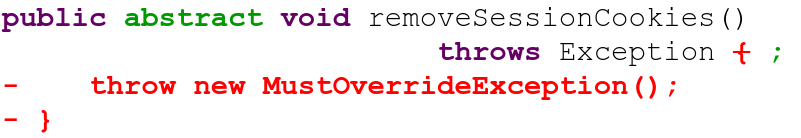 public abstract void removeSessionCookies()
throws Exception { ;
- throw new MustOverrideException();
- }